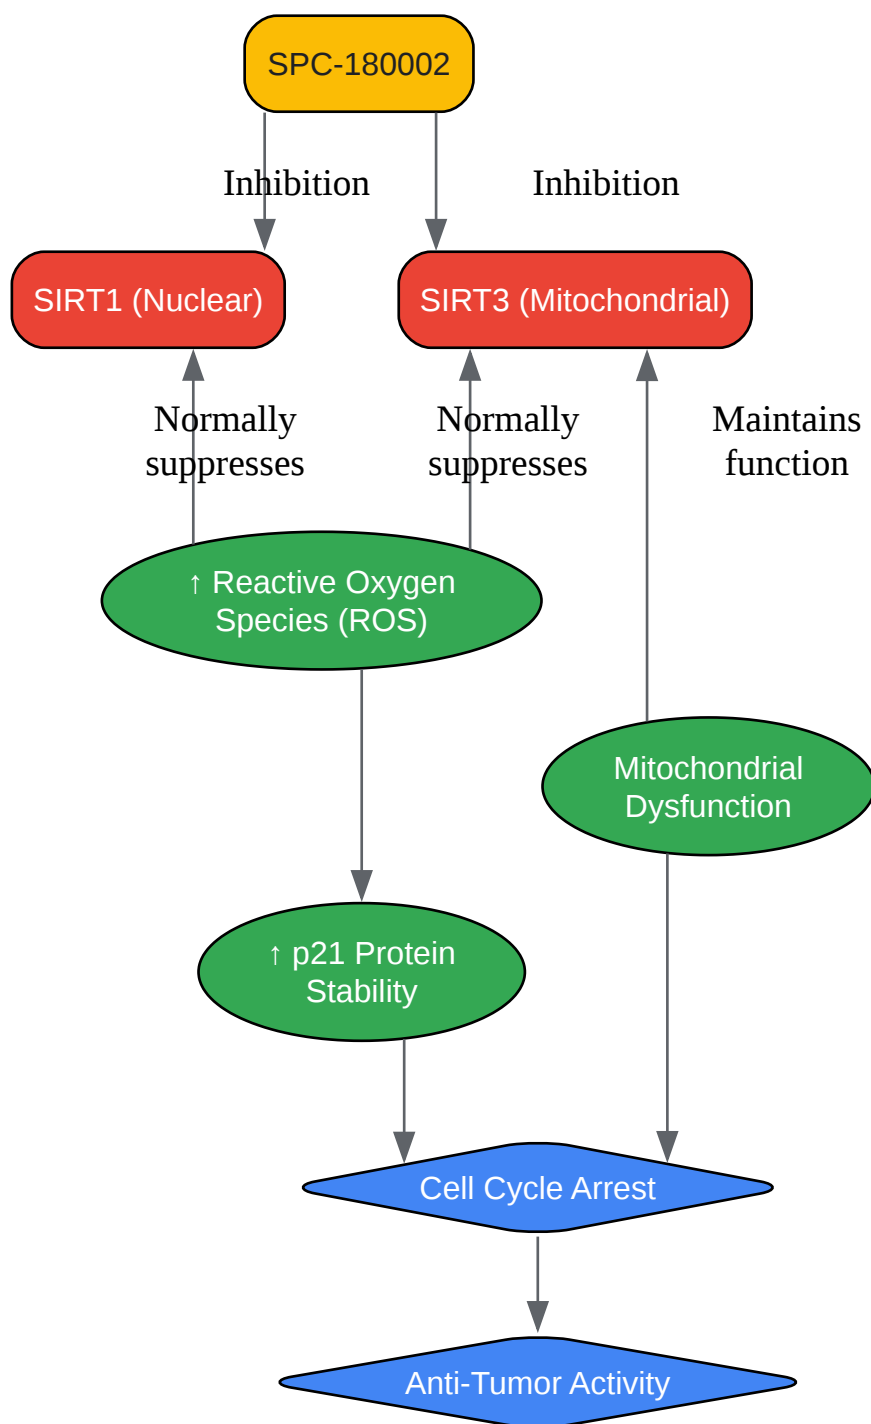 SPC-180002
Inhibition
Inhibition
SIRT1 (Nuclear)
SIRT3 (Mitochondrial)
Normally
suppresses
Normally
suppresses
Maintains
function
↑ Reactive Oxygen
Species (ROS)
Mitochondrial
Dysfunction
↑ p21 Protein
Stability
Cell Cycle Arrest
Anti-Tumor Activity